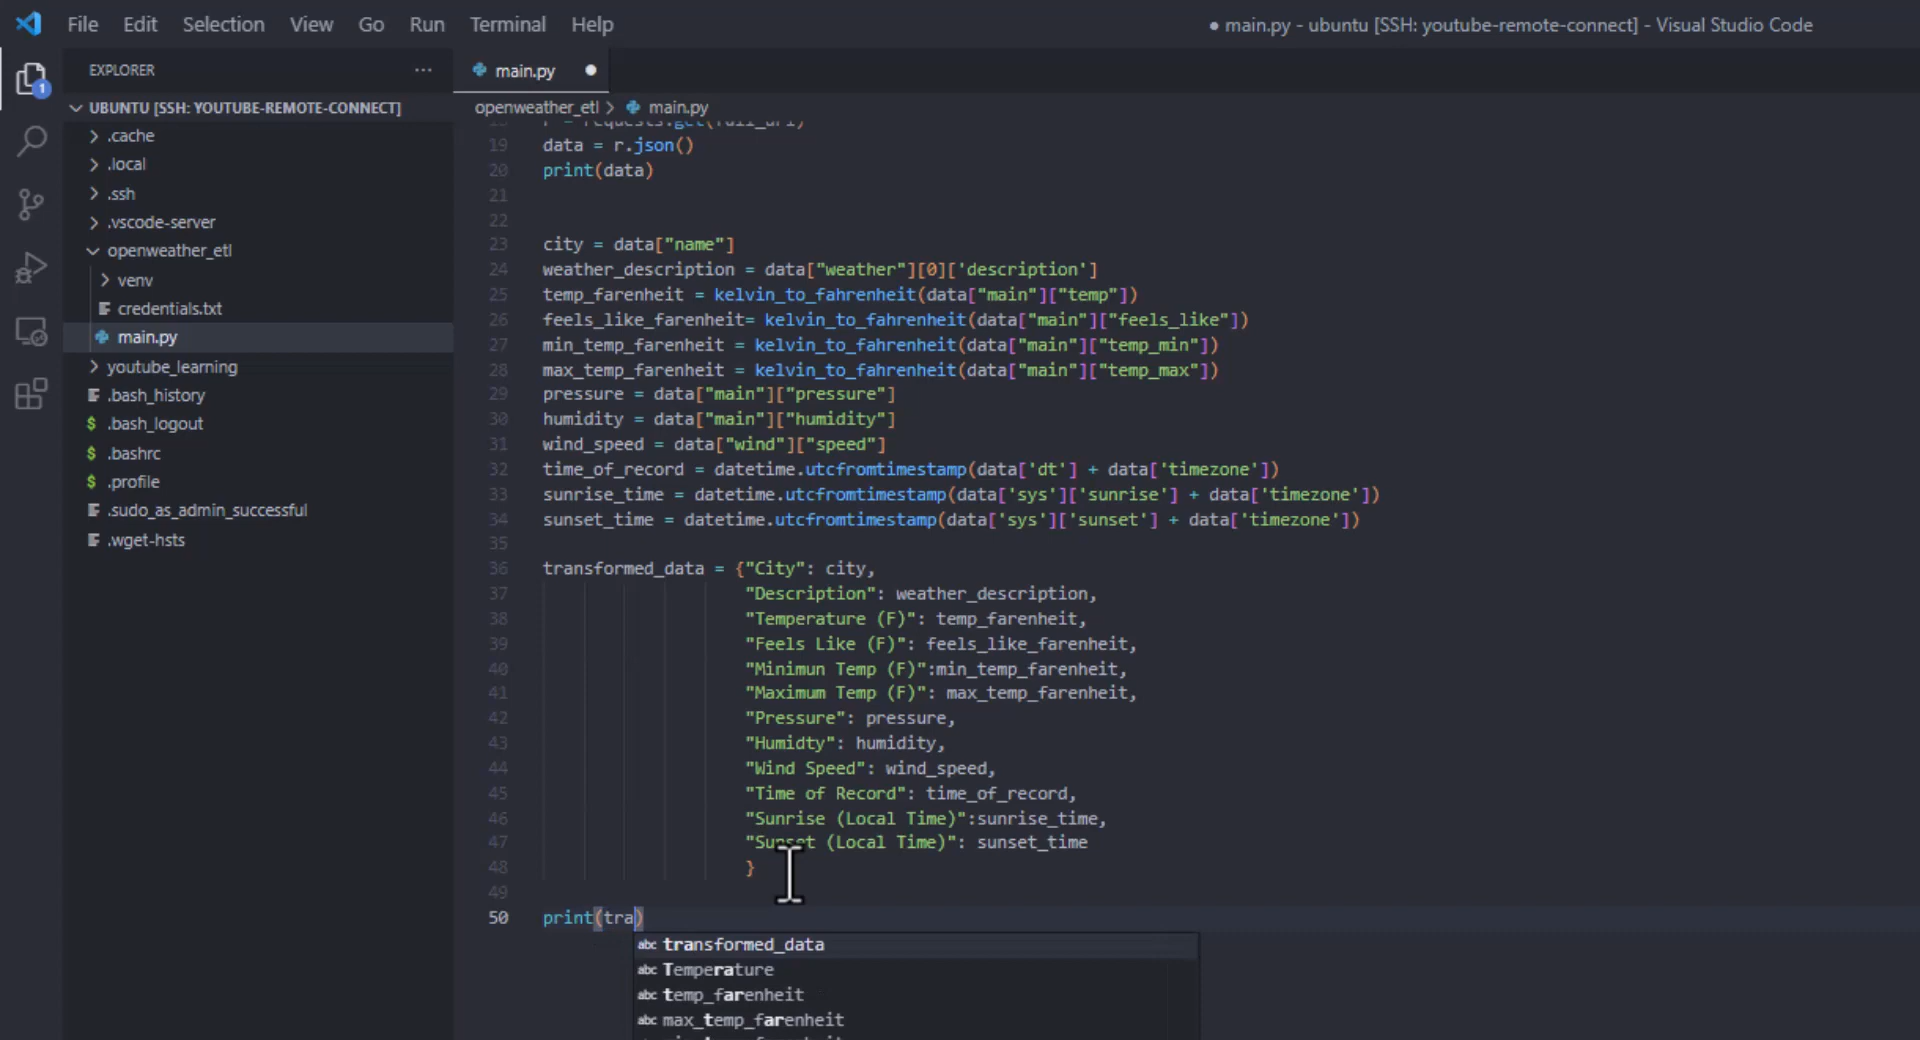 File Edit Selection View Go Run Terminal Help
● main.py - ubuntu [SSH: youtube-remote-connect] - Visual Studio Code
EXPLORER ···
main.py ●
1
UBUNTU [SSH: YOUTUBE-REMOTE-CONNECT]
.cache
.local
.ssh
.vscode-server
openweather_etl
venv
credentials.txt
main.py
youtube_learning
.bash_history
$ .bash_logout
$ .bashrc
$ .profile
.sudo_as_admin_successful
.wget-hsts
openweather_etl > main.py
r = requests.get(full_url)
19 data = r.json()
20 print(data)
21
22
23 city = data["name"]
24 weather_description = data["weather"][0]['description']
25 temp_farenheit = kelvin_to_fahrenheit(data["main"]["temp"])
26 feels_like_farenheit= kelvin_to_fahrenheit(data["main"]["feels_like"])
27 min_temp_farenheit = kelvin_to_fahrenheit(data["main"]["temp_min"])
28 max_temp_farenheit = kelvin_to_fahrenheit(data["main"]["temp_max"])
29 pressure = data["main"]["pressure"]
30 humidity = data["main"]["humidity"]
31 wind_speed = data["wind"]["speed"]
32 time_of_record = datetime.utcfromtimestamp(data['dt'] + data['timezone'])
33 sunrise_time = datetime.utcfromtimestamp(data['sys']['sunrise'] + data['timezone'])
34 sunset_time = datetime.utcfromtimestamp(data['sys']['sunset'] + data['timezone'])
35
36 transformed_data = {"City": city,
37 "Description": weather_description,
38 "Temperature (F)": temp_farenheit,
39 "Feels Like (F)": feels_like_farenheit,
40 "Minimun Temp (F)":min_temp_farenheit,
41 "Maximum Temp (F)": max_temp_farenheit,
42 "Pressure": pressure,
43 "Humidty": humidity,
44 "Wind Speed": wind_speed,
45 "Time of Record": time_of_record,
46 "Sunrise (Local Time)":sunrise_time,
47 "Sunset (Local Time)": sunset_time
48 }
49
50 print(tra)
abc transformed_data
abc Temperature
abc temp_farenheit
abc max_temp_farenheit